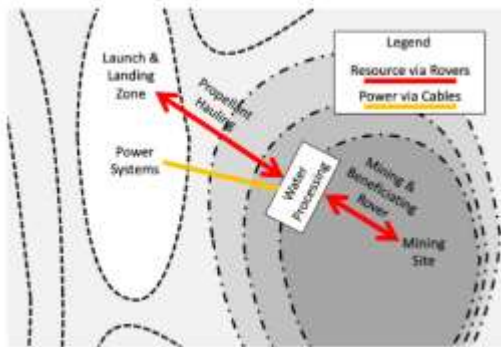 Launch &
Landing
Zone
Propellant
Hauling
Power
Systems
Water
Processing
Mining &
Beneficiating
Rover
Mining
Site
Legend
Resource via Rovers
Power via Cables